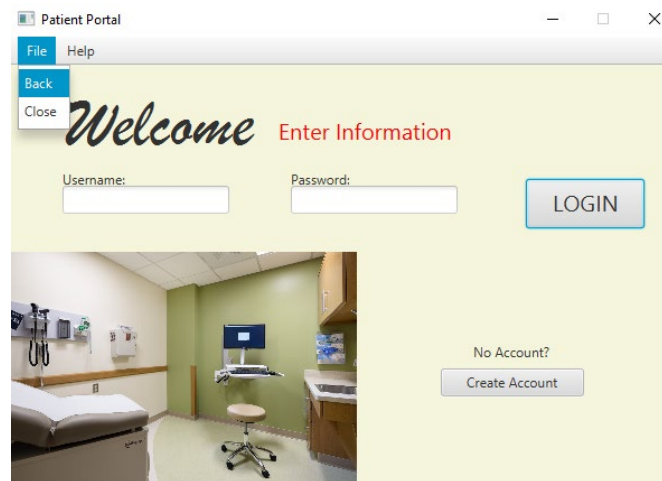 Patient Portal
File Help
Back
Close
Welcome Enter Information
Username: Password:
LOGIN
No Account?
Create Account